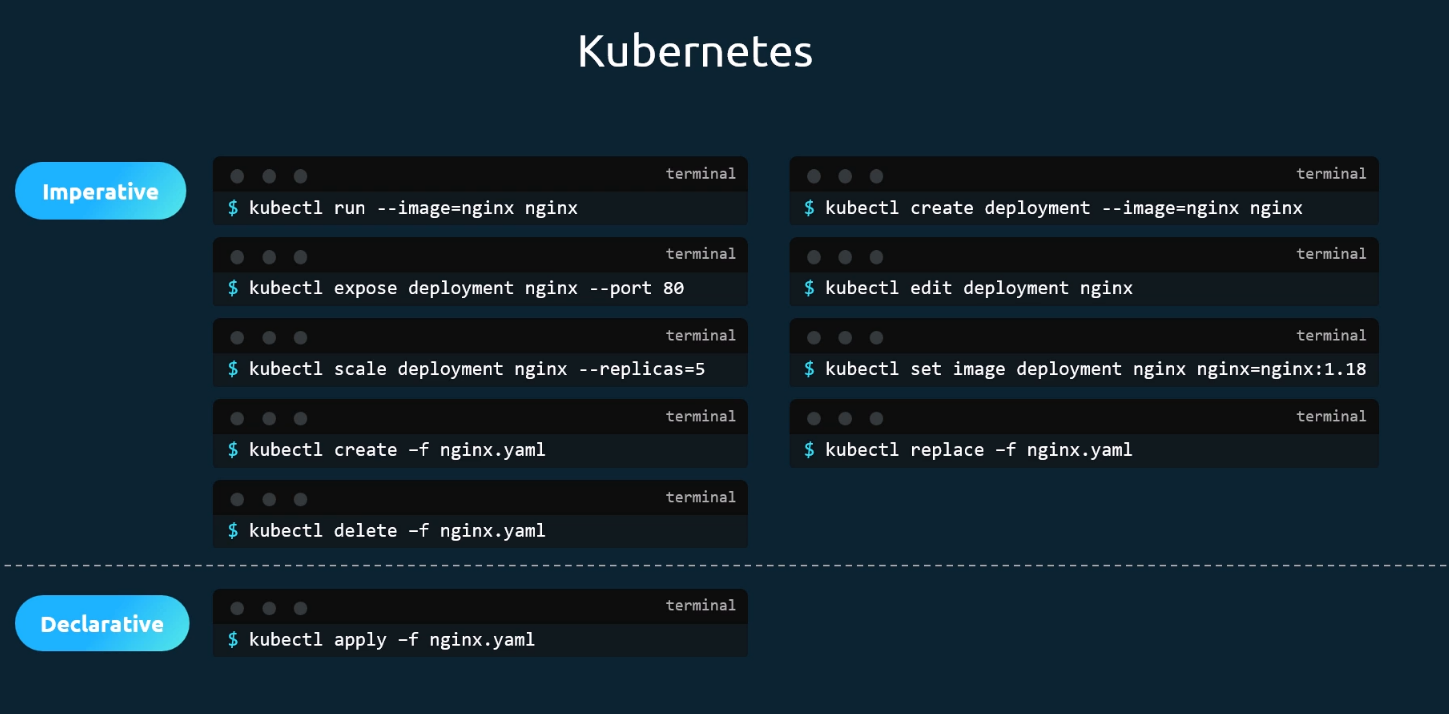 Kubernetes
Imperative
terminal
$ kubectl run --image=nginx nginx
terminal
$ kubectl create deployment --image=nginx nginx
terminal
$ kubectl expose deployment nginx --port 80
terminal
$ kubectl edit deployment nginx
terminal
$ kubectl scale deployment nginx --replicas=5
terminal
$ kubectl set image deployment nginx nginx=nginx:1.18
terminal
$ kubectl create –f nginx.yaml
terminal
$ kubectl replace –f nginx.yaml
terminal
$ kubectl delete –f nginx.yaml
Declarative
terminal
$ kubectl apply –f nginx.yaml